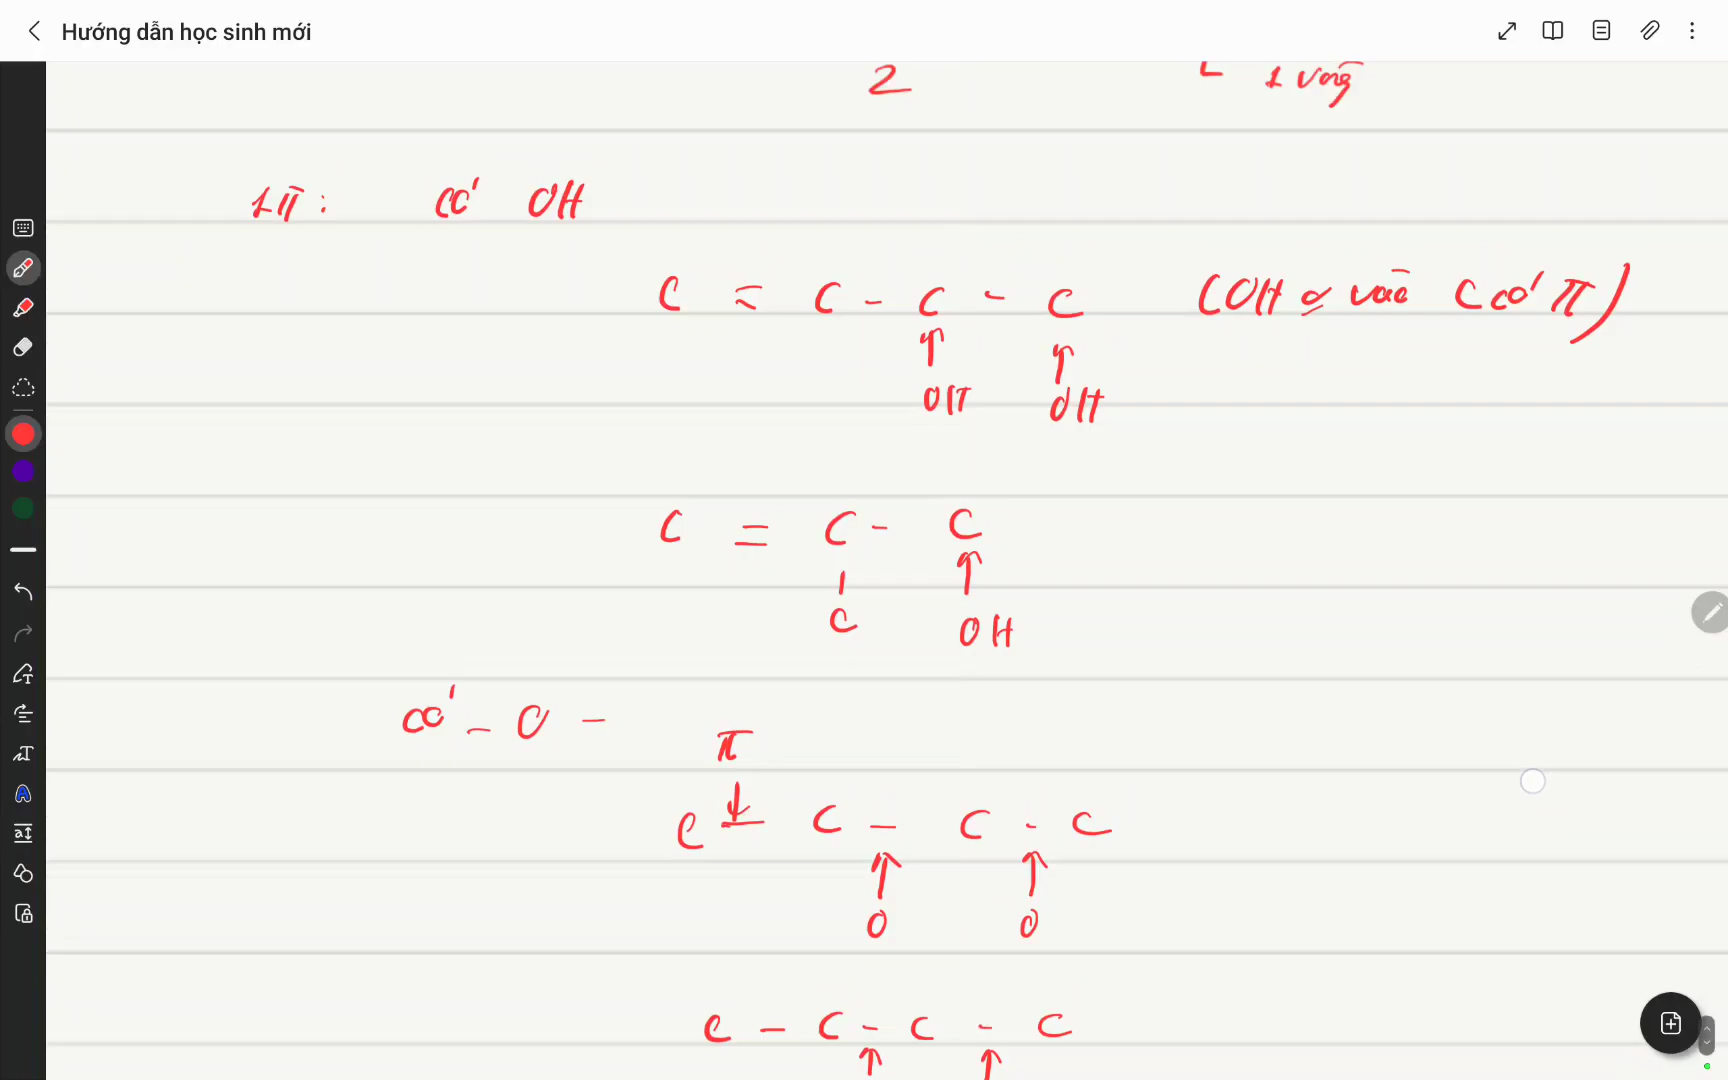 Hướng dẫn học sinh mới
2 1 vòng
1π : có OH
C = C - C - C (OH ∉ vào C có π)
OH OH
C = C - C
C OH
có - O -
π
C - C - C - C
O O
C - C - C - C